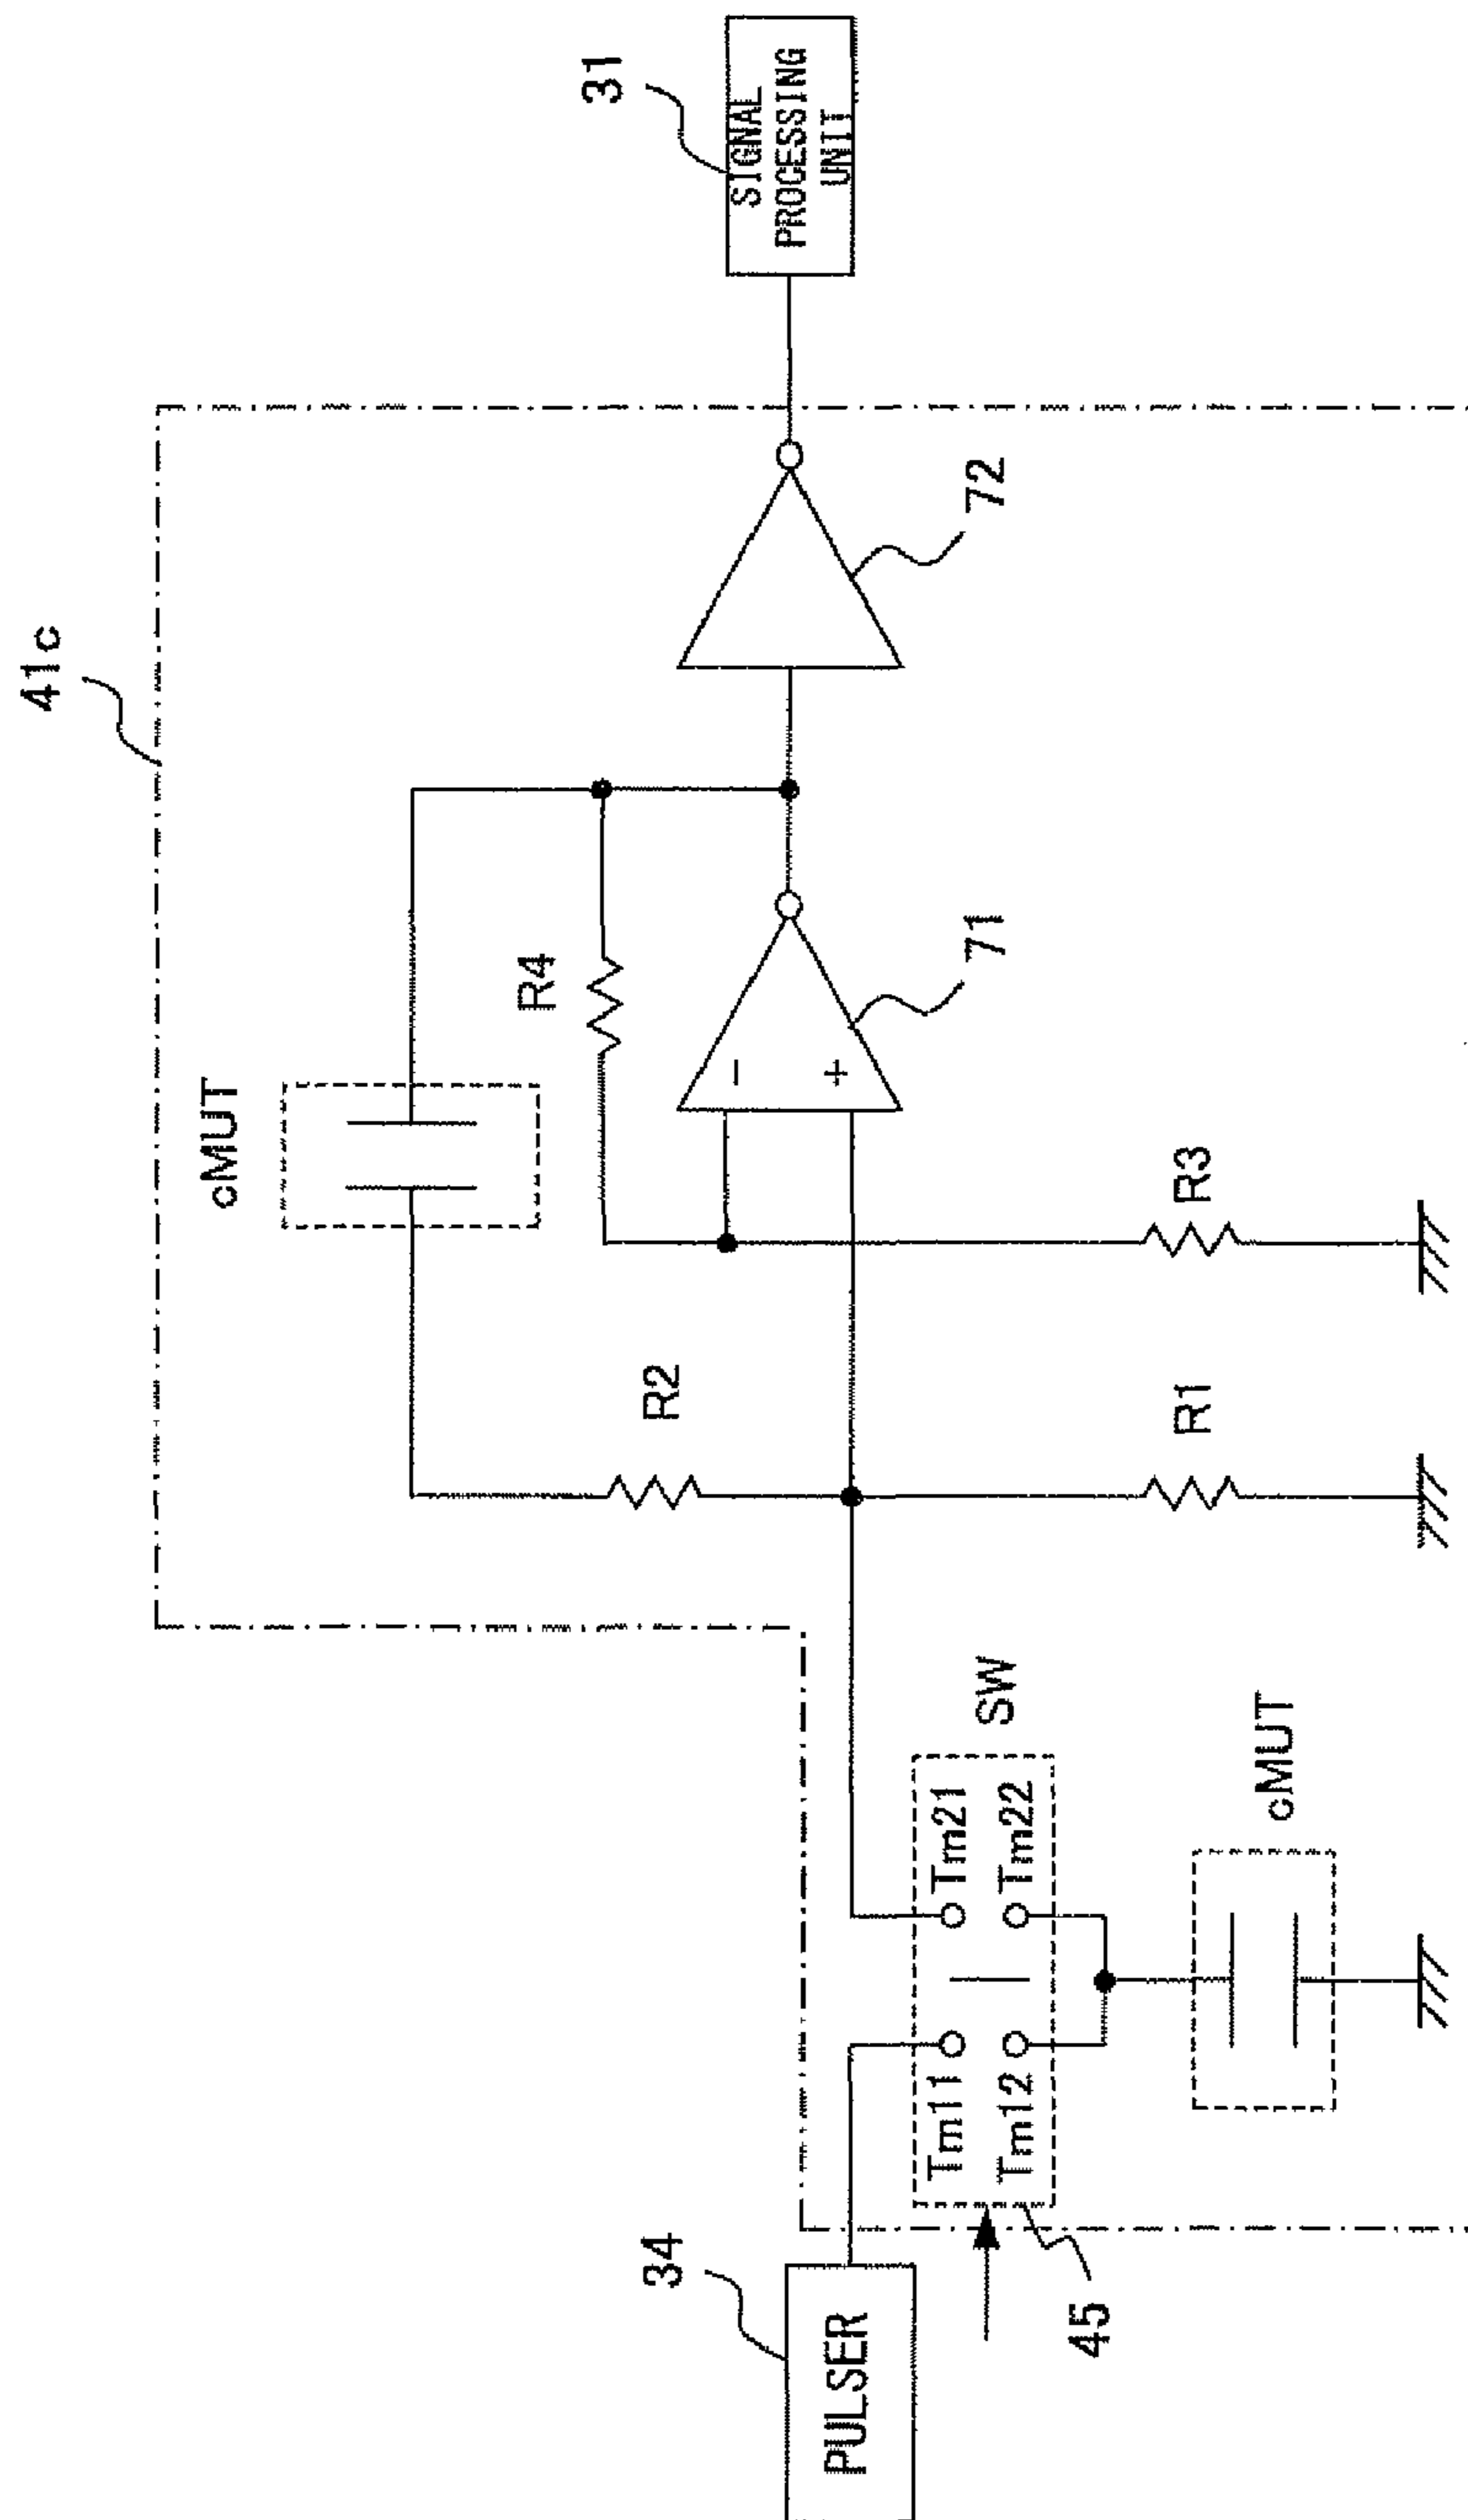 41c
31
SIGNAL
PROCESSING
UNIT
cMUT
R4
72
71
R2
R3
R1
34
PULSER
SW
Tm11
Tm21
Tm12
Tm22
45
cMUT
−
+